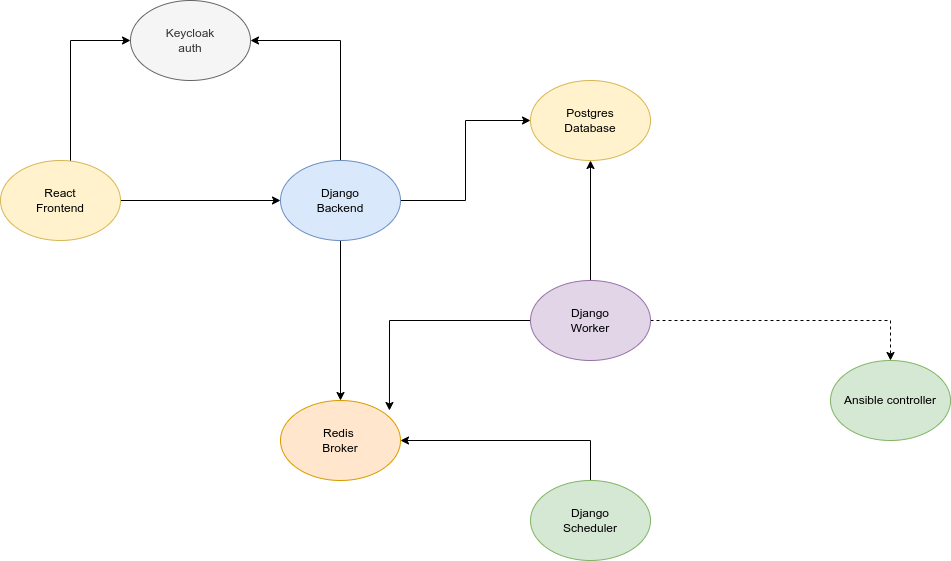 Keycloak
auth
Postgres
Database
React
Frontend
Django
Backend
Django
Worker
Ansible controller
Redis
Broker
Django
Scheduler